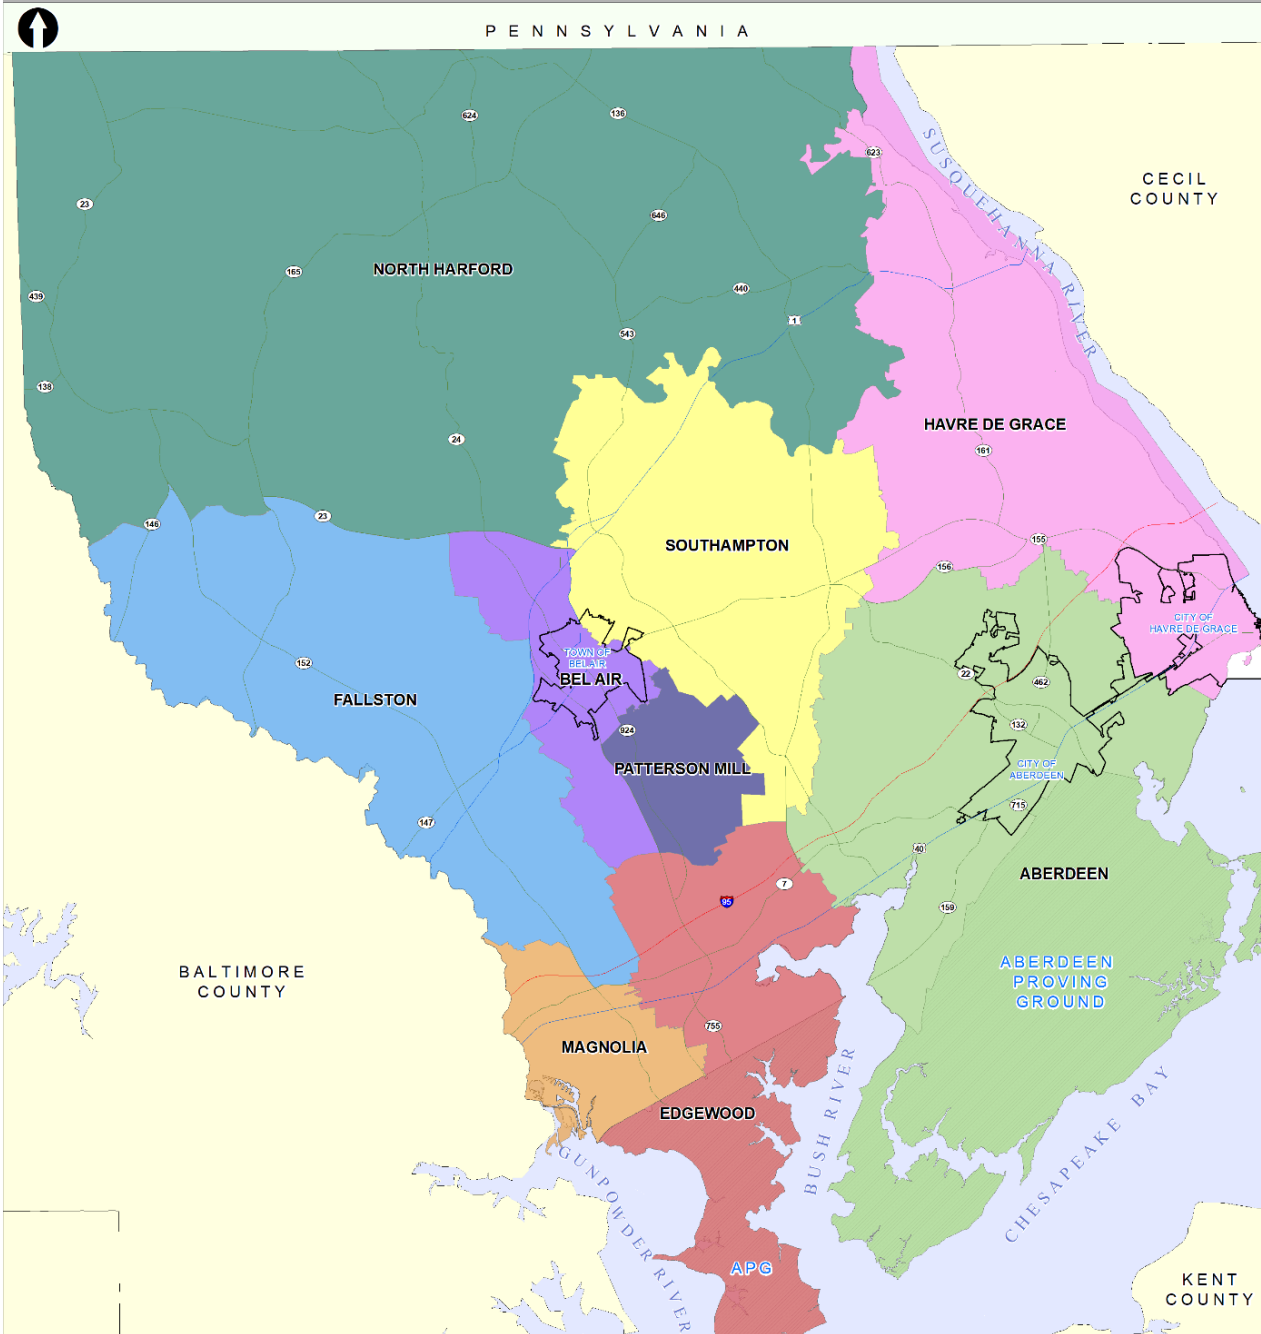 PENNSYLVANIA
624
136
623
SUSQUEHANNA RIVER
CECIL
COUNTY
23
646
165
NORTH HARFORD
440
439
1
543
138
HAVRE DE GRACE
24
161
23
146
155
SOUTHAMPTON
156
CITY OF
HAVRE DE GRACE
TOWN OF
BEL AIR
BEL AIR
152
22
462
FALLSTON
924
132
PATTERSON MILL
CITY OF
ABERDEEN
715
147
40
ABERDEEN
7
95
159
ABERDEEN
PROVING
GROUND
BALTIMORE
COUNTY
755
MAGNOLIA
EDGEWOOD
BUSH RIVER
CHESAPEAKE BAY
GUNPOWDER RIVER
APG
KENT
COUNTY